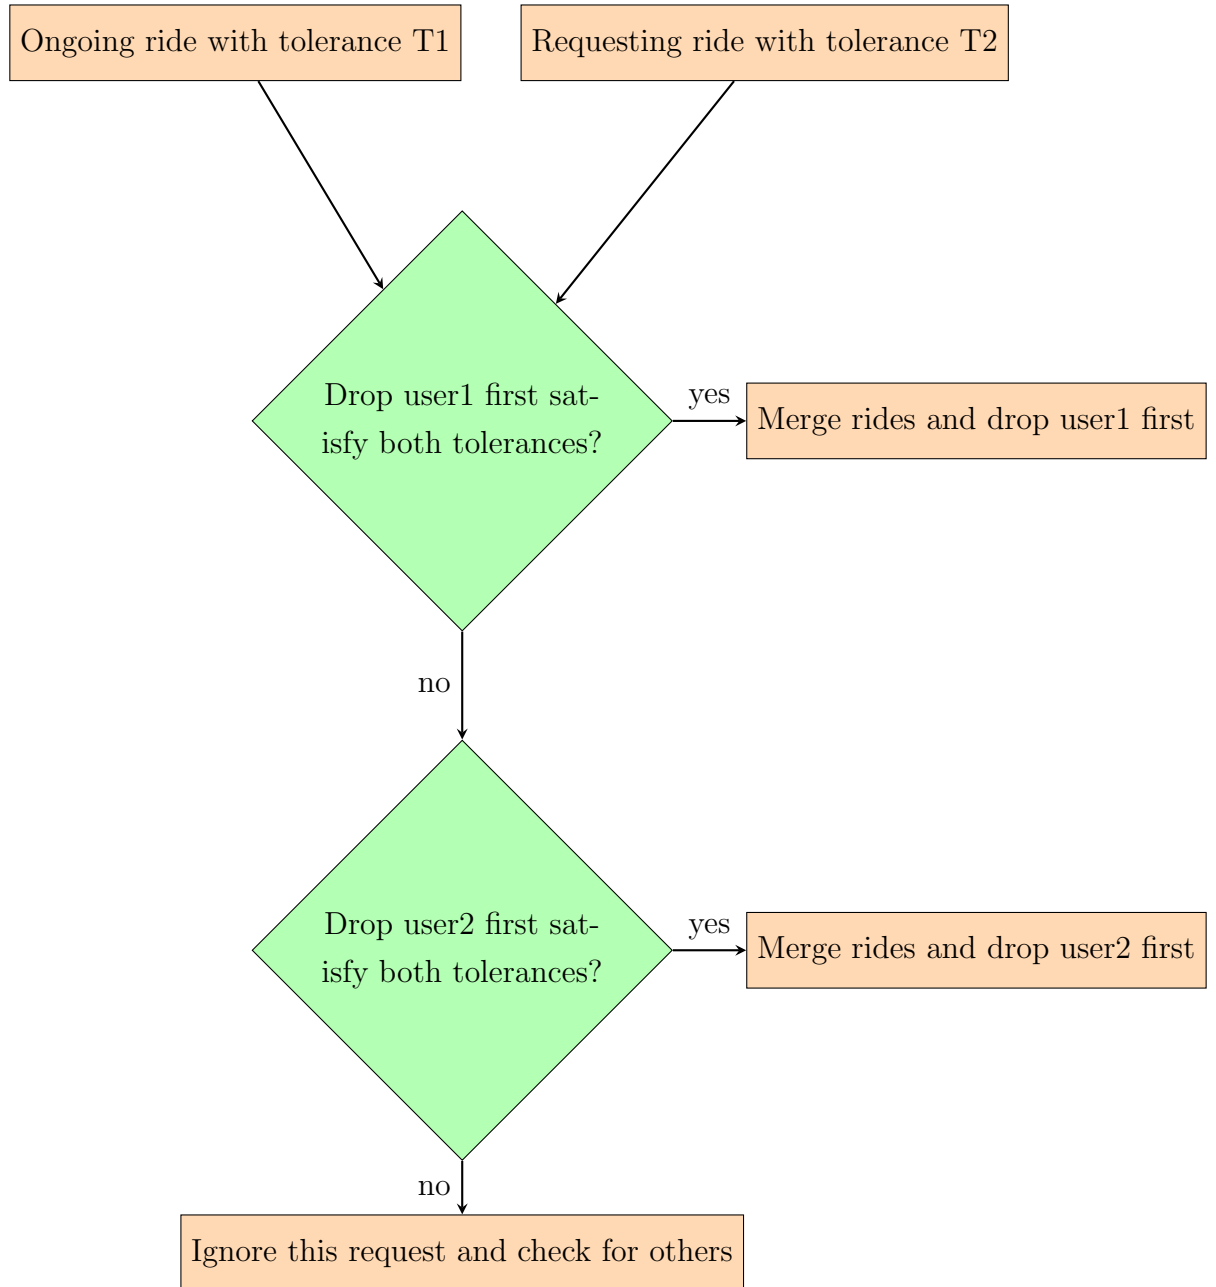 Ongoing ride with tolerance T1
Requesting ride with tolerance T2
Drop user1 first sat-
isfy both tolerances?
yes
Merge rides and drop user1 first
no
Drop user2 first sat-
isfy both tolerances?
yes
Merge rides and drop user2 first
no
Ignore this request and check for others